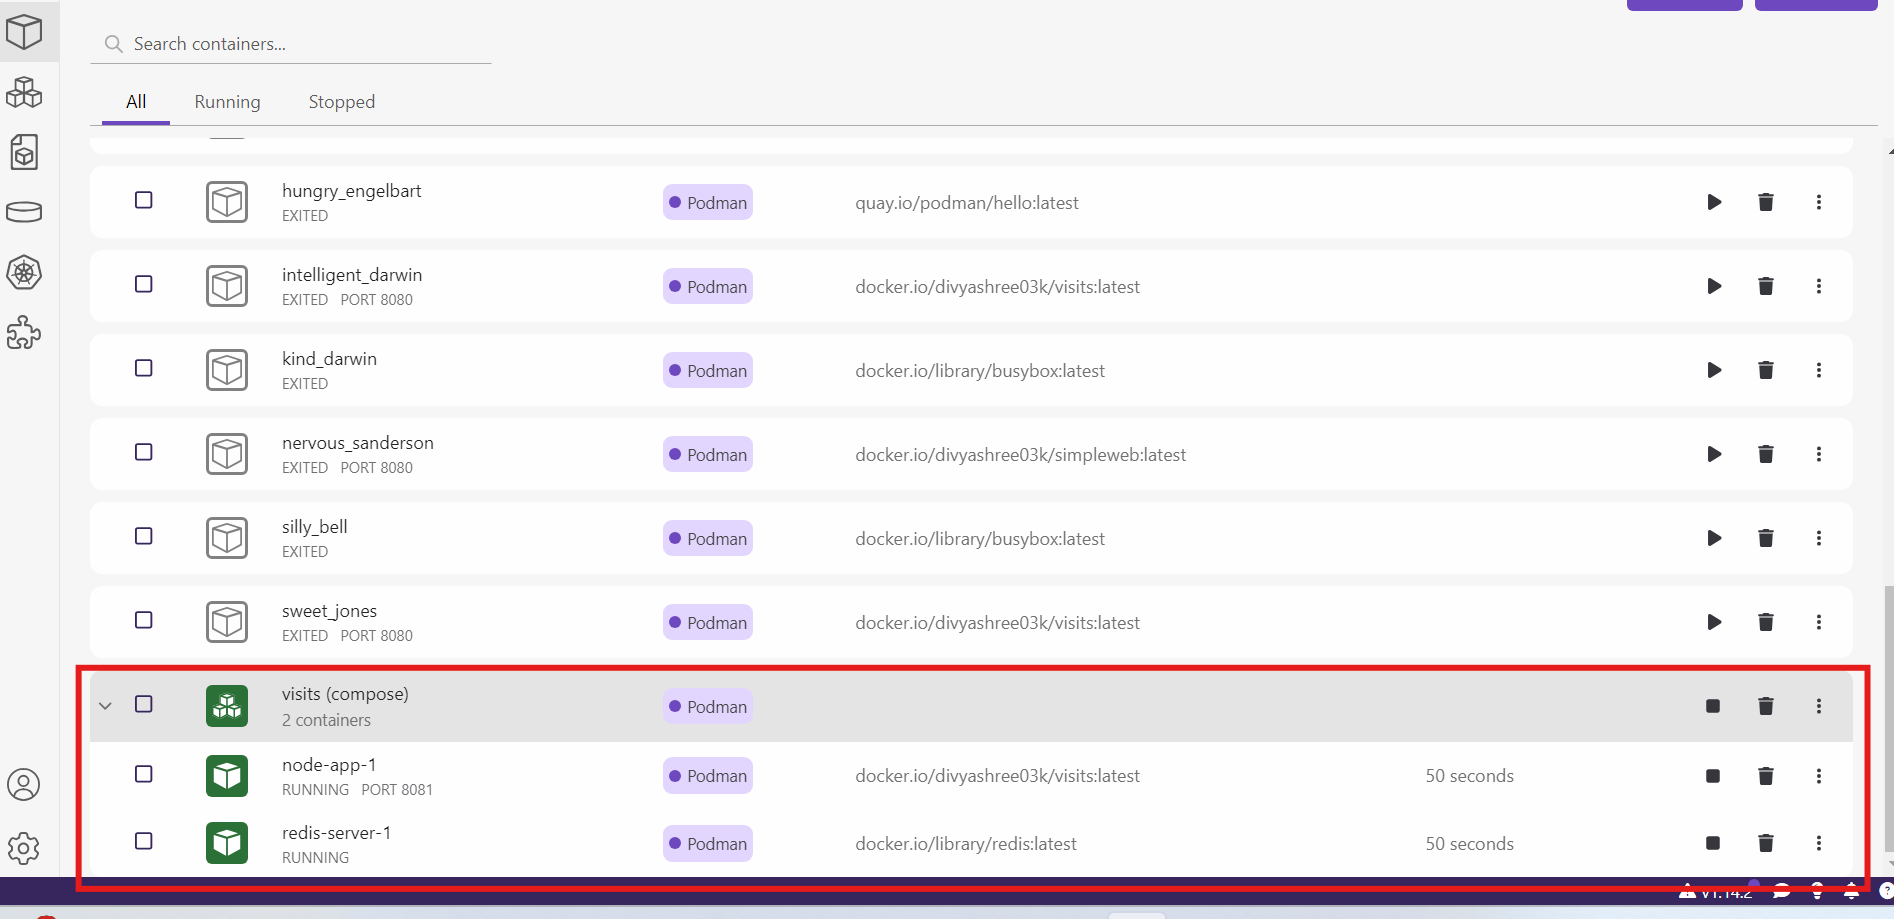 Search containers...
All Running Stopped
hungry_engelbart
EXITED
Podman
quay.io/podman/hello:latest
intelligent_darwin
EXITED PORT 8080
Podman
docker.io/divyashree03k/visits:latest
kind_darwin
EXITED
Podman
docker.io/library/busybox:latest
nervous_sanderson
EXITED PORT 8080
Podman
docker.io/divyashree03k/simpleweb:latest
silly_bell
EXITED
Podman
docker.io/library/busybox:latest
sweet_jones
EXITED PORT 8080
Podman
docker.io/divyashree03k/visits:latest
visits (compose)
2 containers
Podman
node-app-1
RUNNING PORT 8081
Podman
docker.io/divyashree03k/visits:latest
50 seconds
redis-server-1
RUNNING
Podman
docker.io/library/redis:latest
50 seconds
v1.14.2